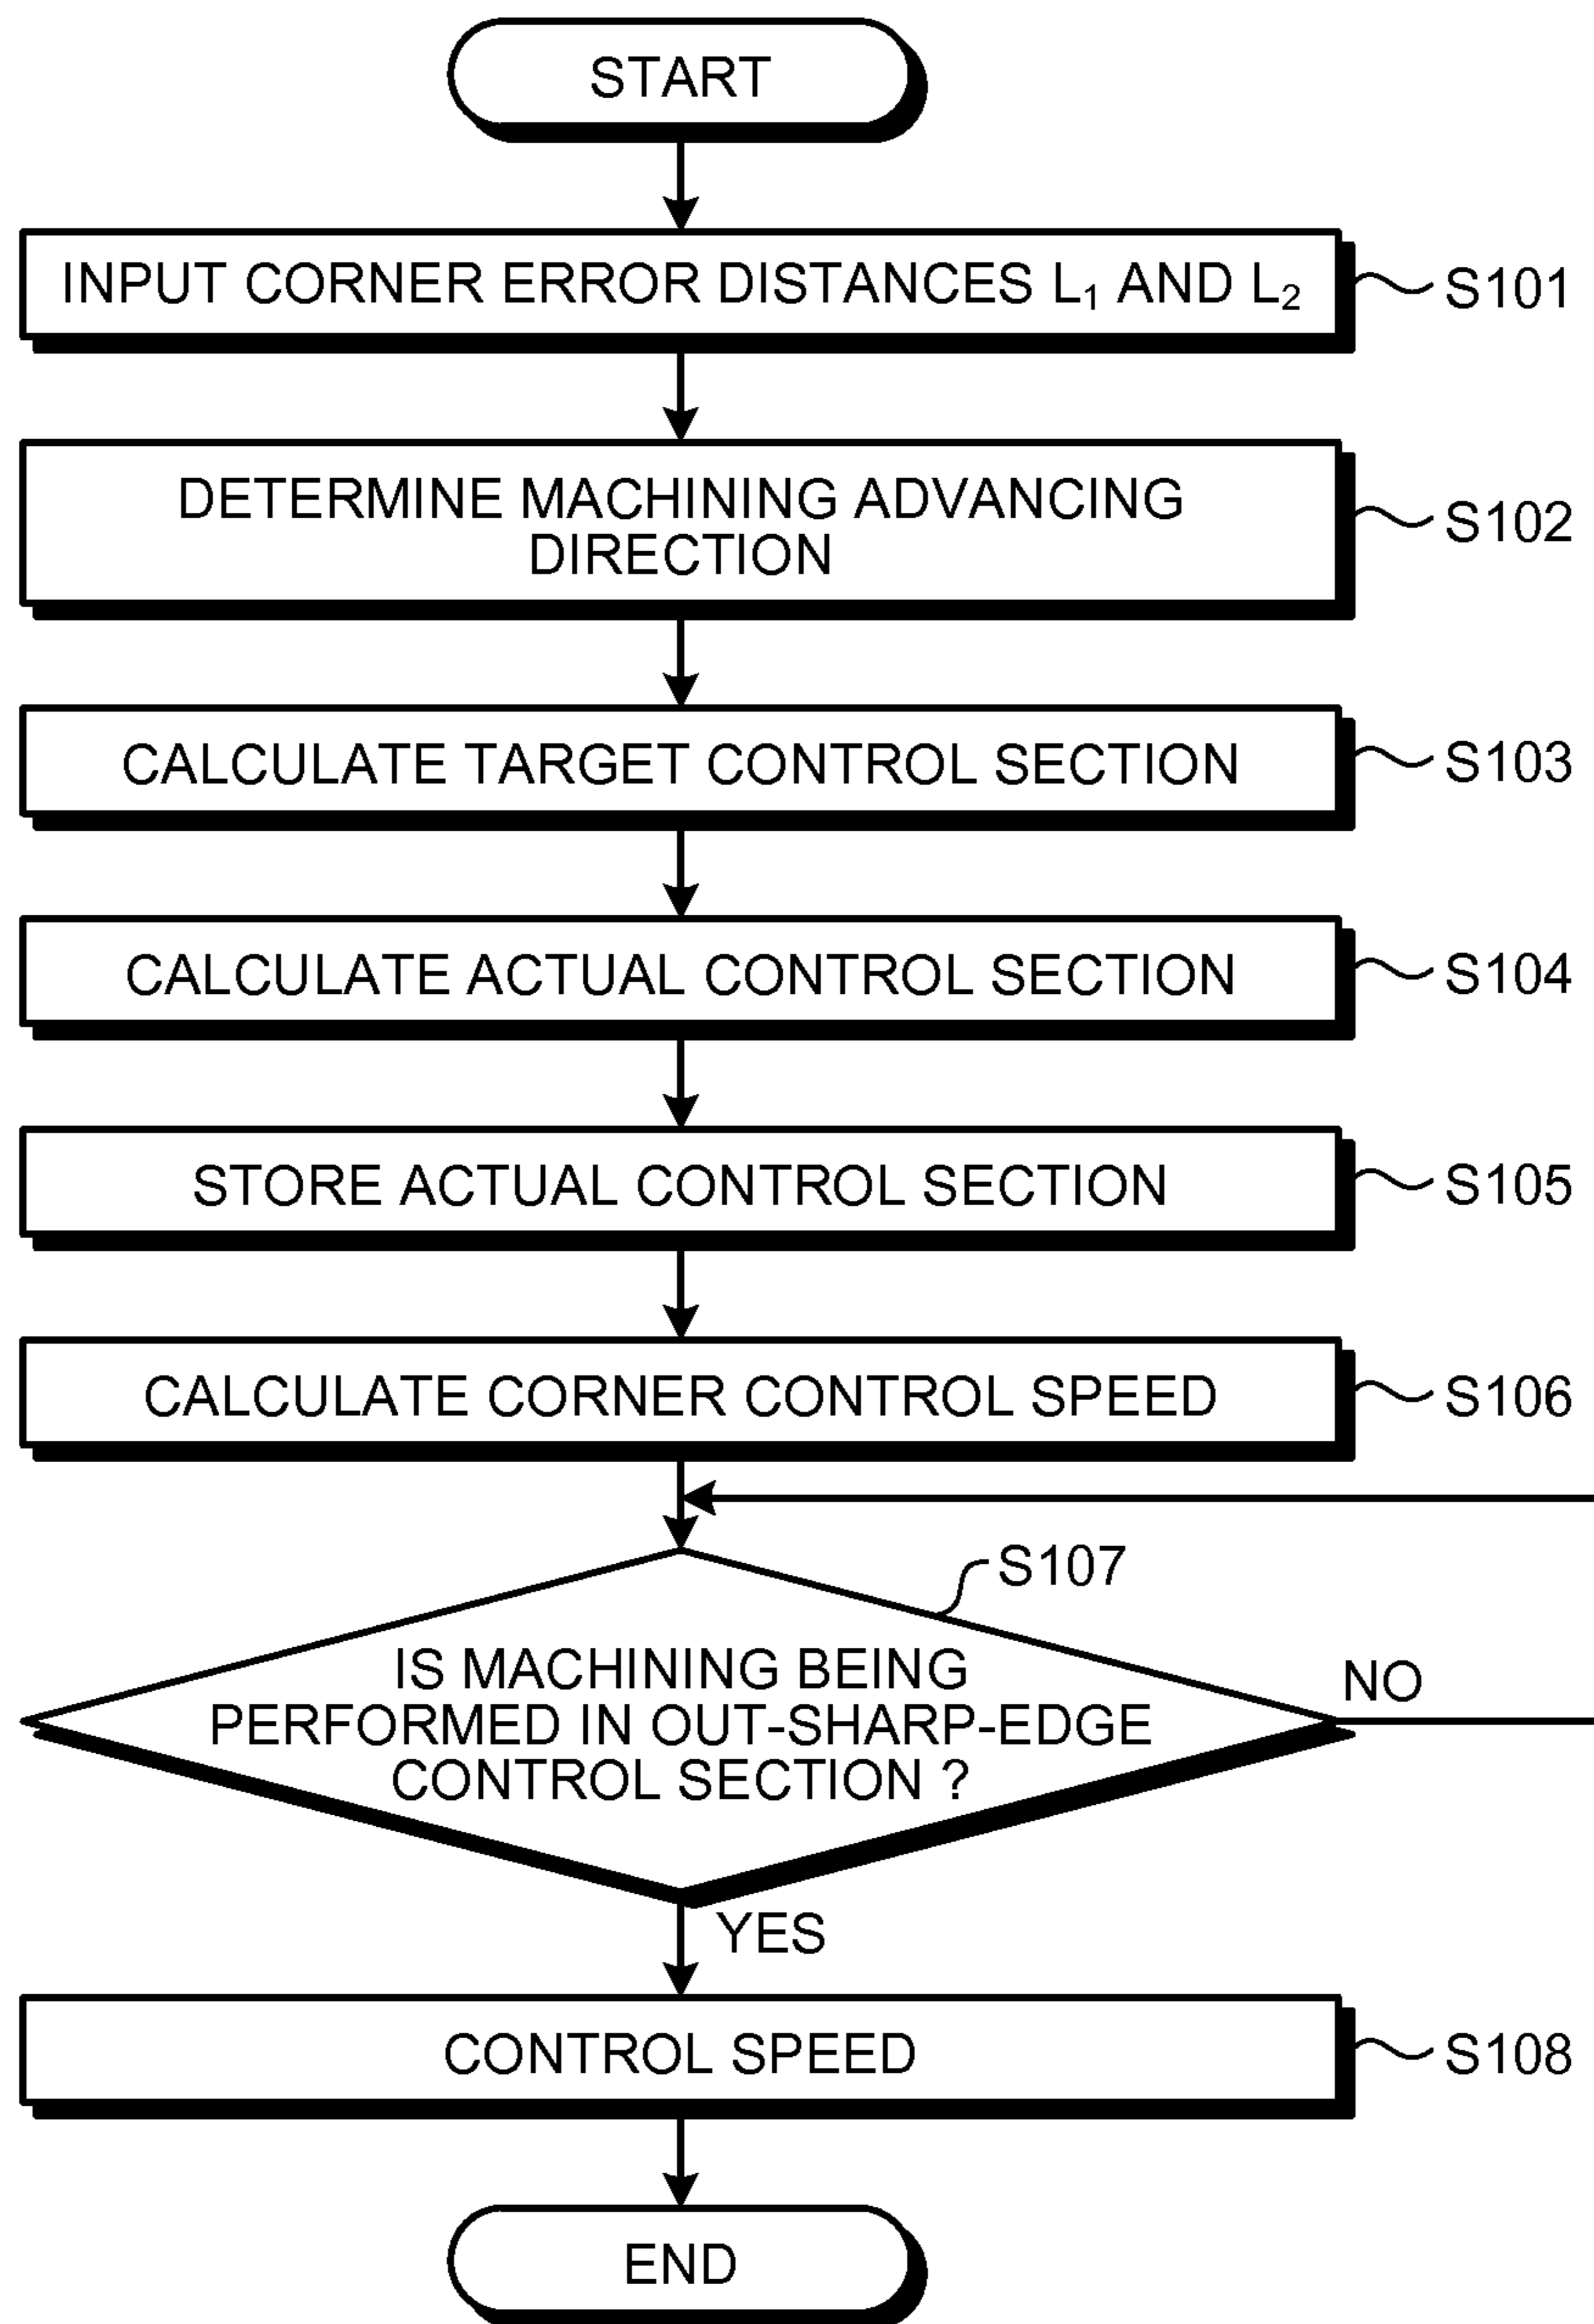 START
INPUT CORNER ERROR DISTANCES L₁ AND L₂
S101
DETERMINE MACHINING ADVANCING
DIRECTION
S102
CALCULATE TARGET CONTROL SECTION
S103
CALCULATE ACTUAL CONTROL SECTION
S104
STORE ACTUAL CONTROL SECTION
S105
CALCULATE CORNER CONTROL SPEED
S106
S107
IS MACHINING BEING
PERFORMED IN OUT-SHARP-EDGE
CONTROL SECTION ?
NO
YES
CONTROL SPEED
S108
END